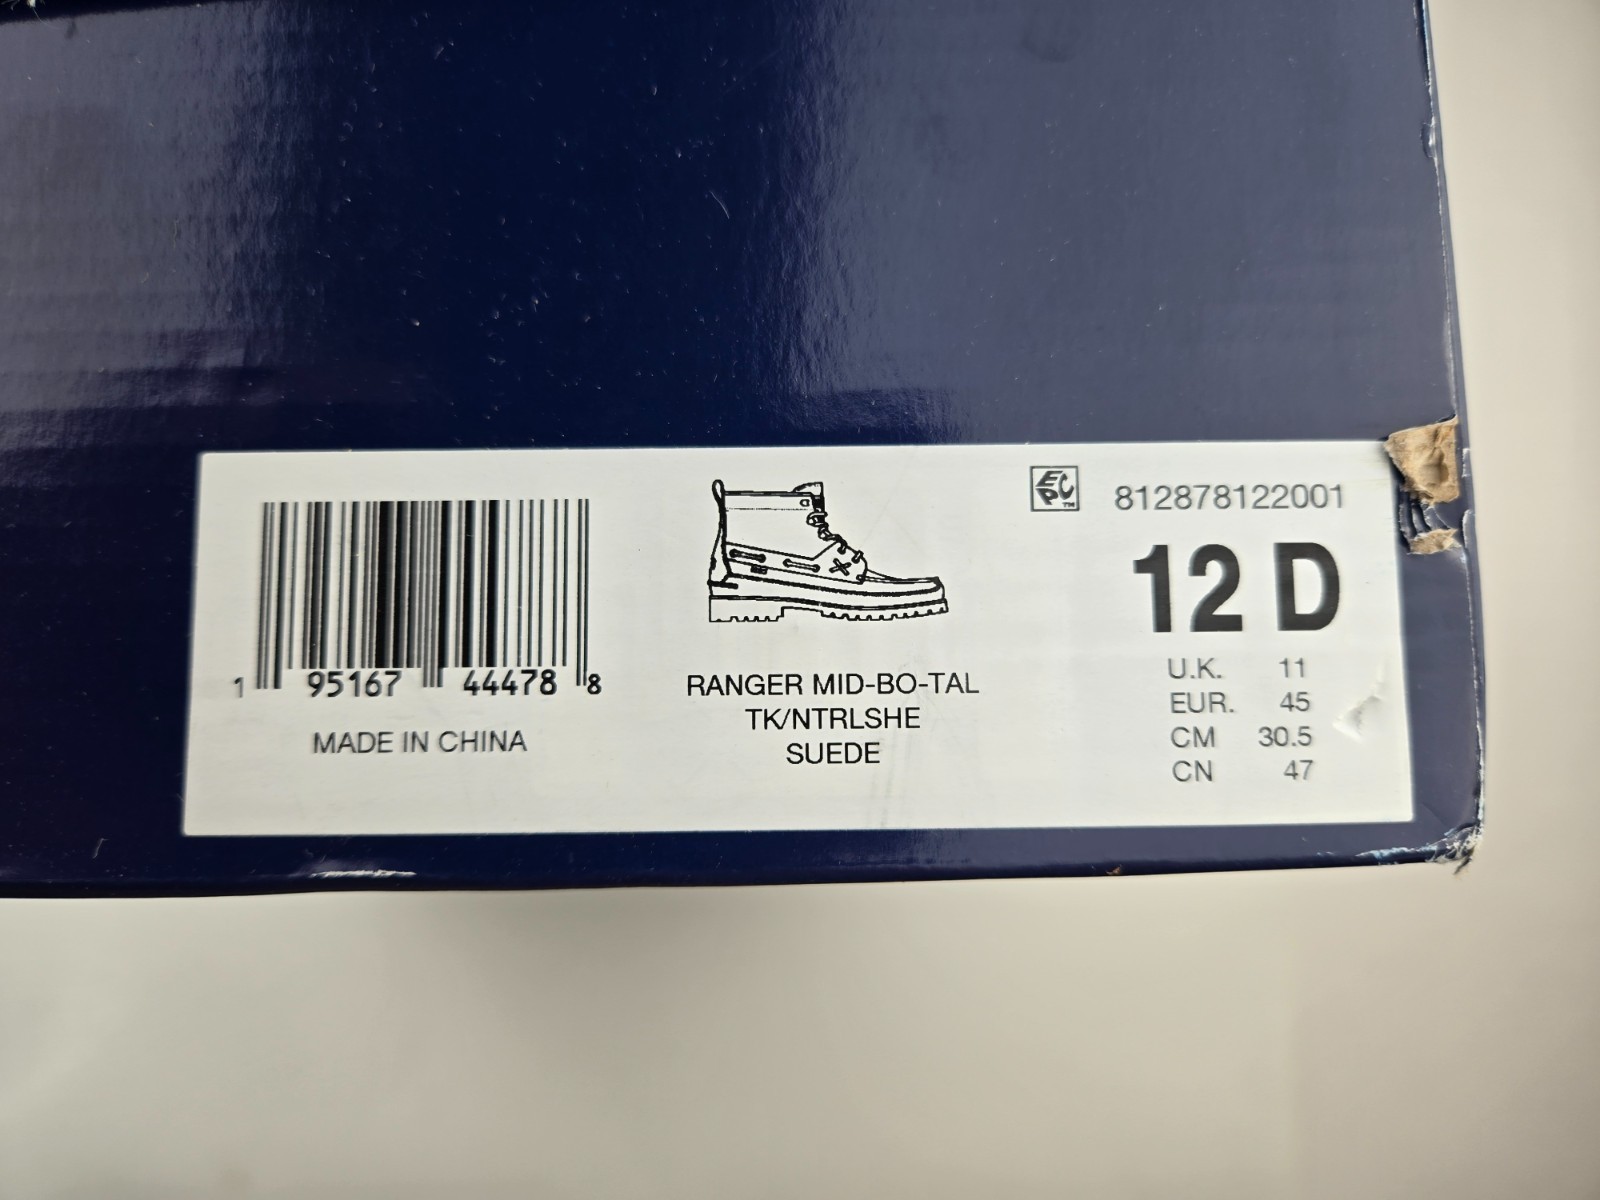 1 95167 44478 8
MADE IN CHINA
RANGER MID-BO-TAL
TK/NTRLSHE
SUEDE
EPC™ 812878122001
12 D
U.K. 11
EUR. 45
CM 30.5
CN 47